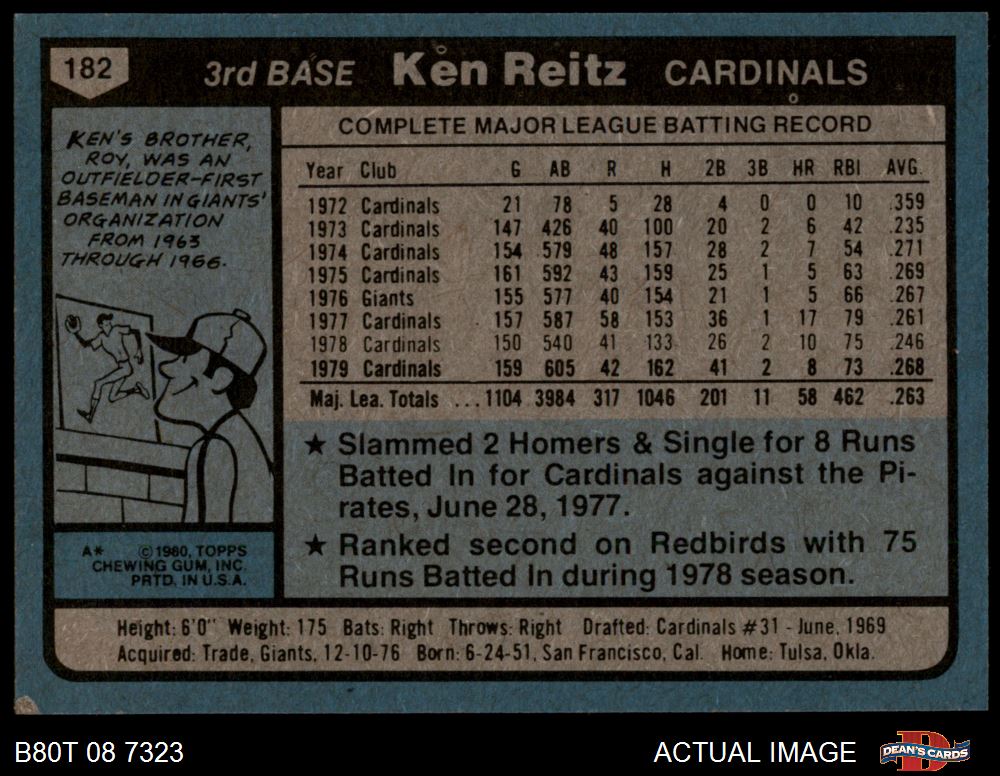 182 3rd BASE Ken Reitz CARDINALS
KEN'S BROTHER,
ROY, WAS AN
OUTFIELDER-FIRST
BASEMAN IN GIANTS'
ORGANIZATION
FROM 1963
THROUGH 1966.
A* © 1980, TOPPS
CHEWING GUM, INC.
PRTD. IN U.S.A.
COMPLETE MAJOR LEAGUE BATTING RECORD
Year Club G AB R H 2B 3B HR RBI AVG.
1972 Cardinals 21 78 5 28 4 0 0 10 .359
1973 Cardinals 147 426 40 100 20 2 6 42 .235
1974 Cardinals 154 579 48 157 28 2 7 54 .271
1975 Cardinals 161 592 43 159 25 1 5 63 .269
1976 Giants 155 577 40 154 21 1 5 66 .267
1977 Cardinals 157 587 58 153 36 1 17 79 .261
1978 Cardinals 150 540 41 133 26 2 10 75 .246
1979 Cardinals 159 605 42 162 41 2 8 73 .268
Maj. Lea. Totals ...1104 3984 317 1046 201 11 58 462 .263
★ Slammed 2 Homers & Single for 8 Runs
Batted In for Cardinals against the Pi-
rates, June 28, 1977.
★ Ranked second on Redbirds with 75
Runs Batted In during 1978 season.
Height: 6'0" Weight: 175 Bats: Right Throws: Right Drafted: Cardinals #31 - June, 1969
Acquired: Trade, Giants, 12-10-76 Born: 6-24-51, San Francisco, Cal. Home: Tulsa, Okla.
B80T 08 7323 ACTUAL IMAGE DEAN'S CARDS